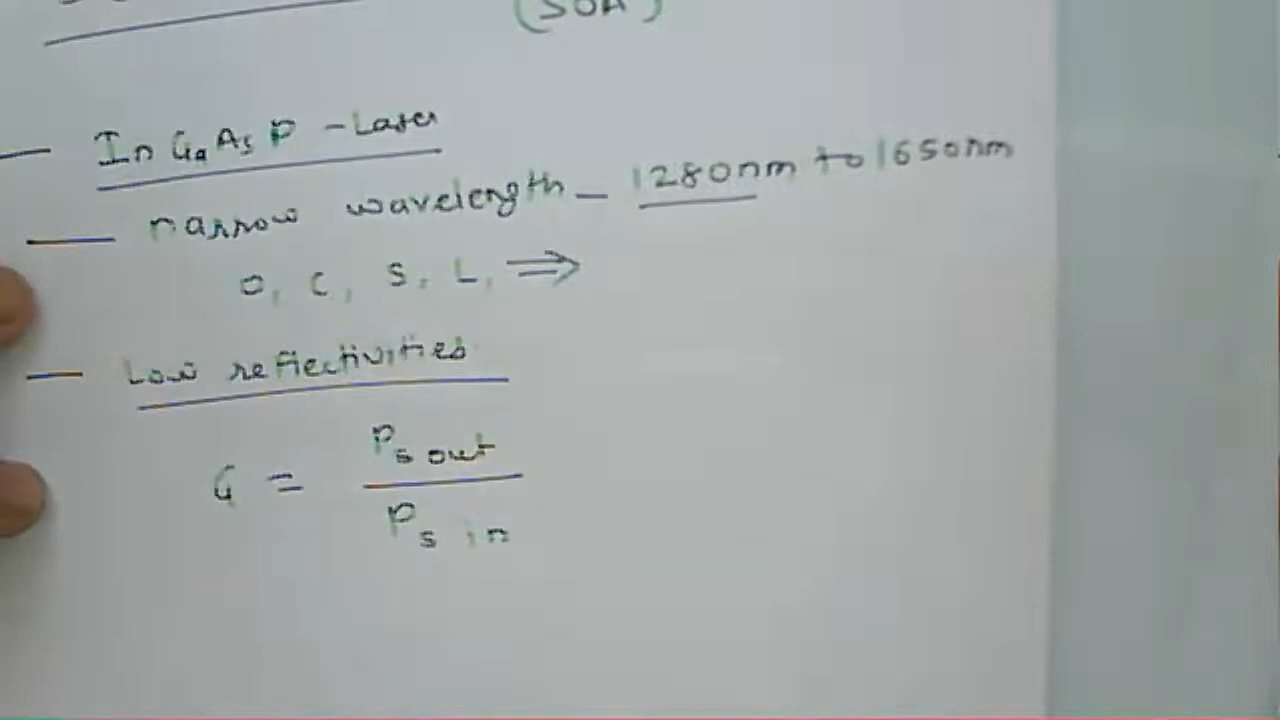 (SOA)
— InGaAsP - Laser
— narrow wavelength - 1280nm to 1650nm
O, C, S, L, ⇒
— Low reflectivities
G = Ps out
Ps in